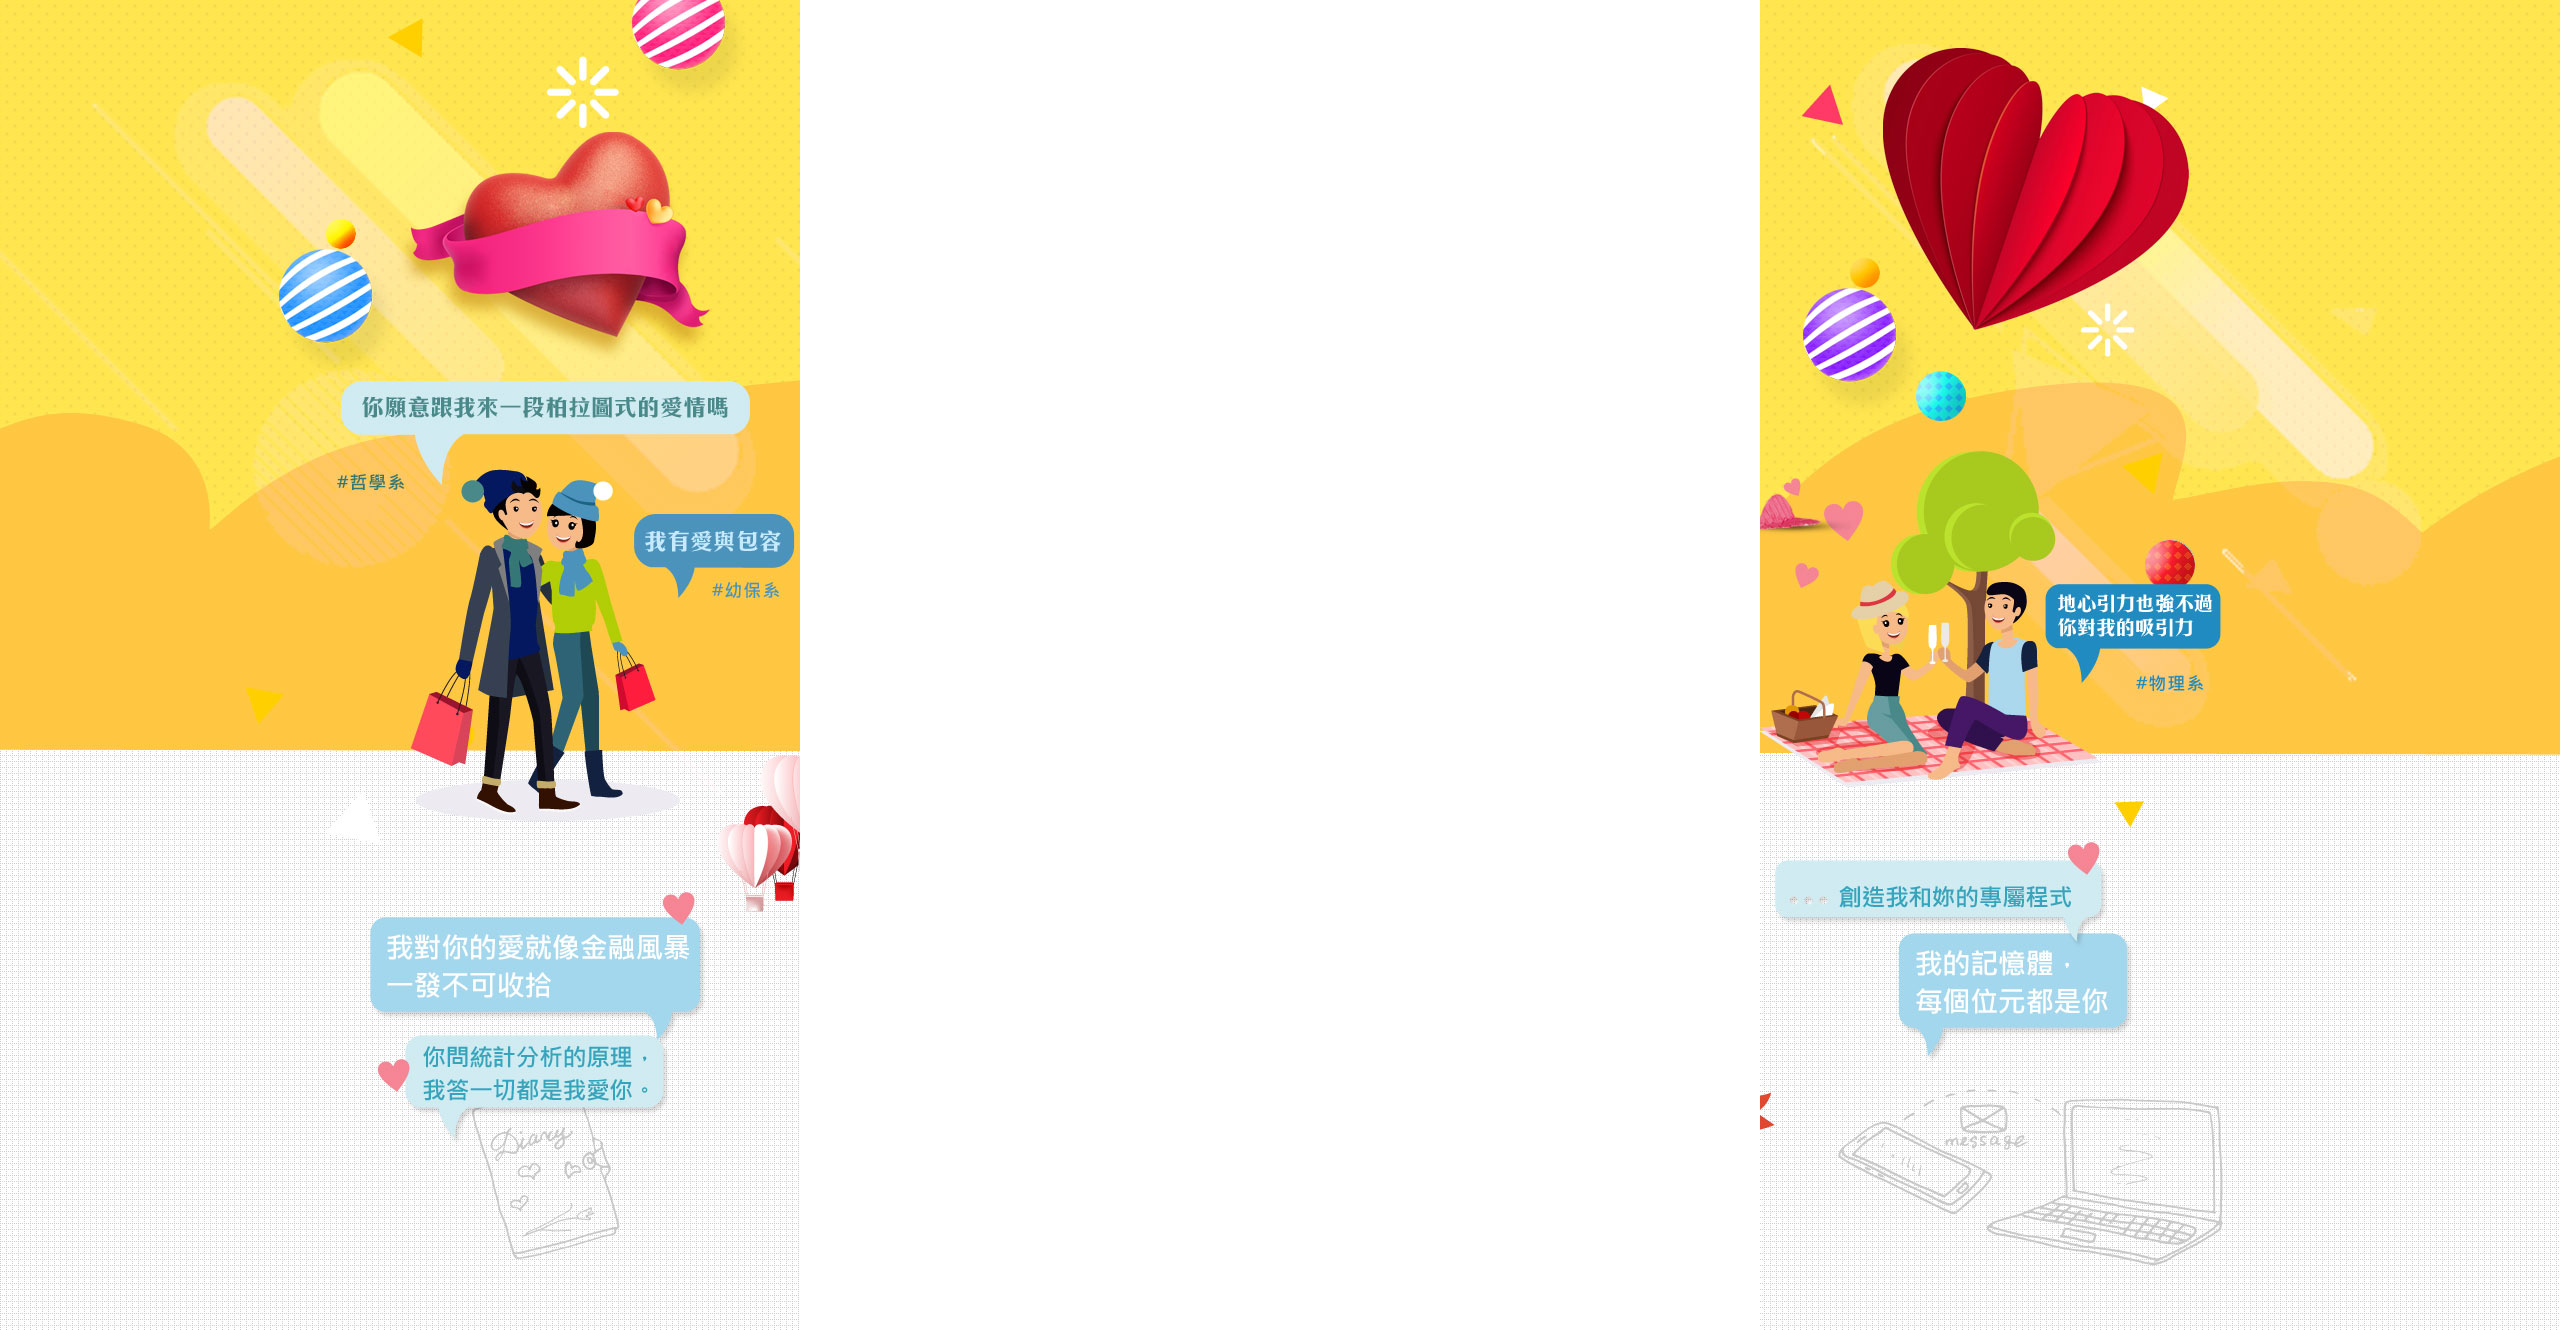 你願意跟我來一段柏拉圖式的愛情嗎
#哲學系
我有愛與包容
#幼保系
我對你的愛就像金融風暴
一發不可收拾
你問統計分析的原理，
我答一切都是我愛你。
Diary
地心引力也強不過
你對我的吸引力
#物理系
創造我和妳的專屬程式
我的記憶體，
每個位元都是你
message